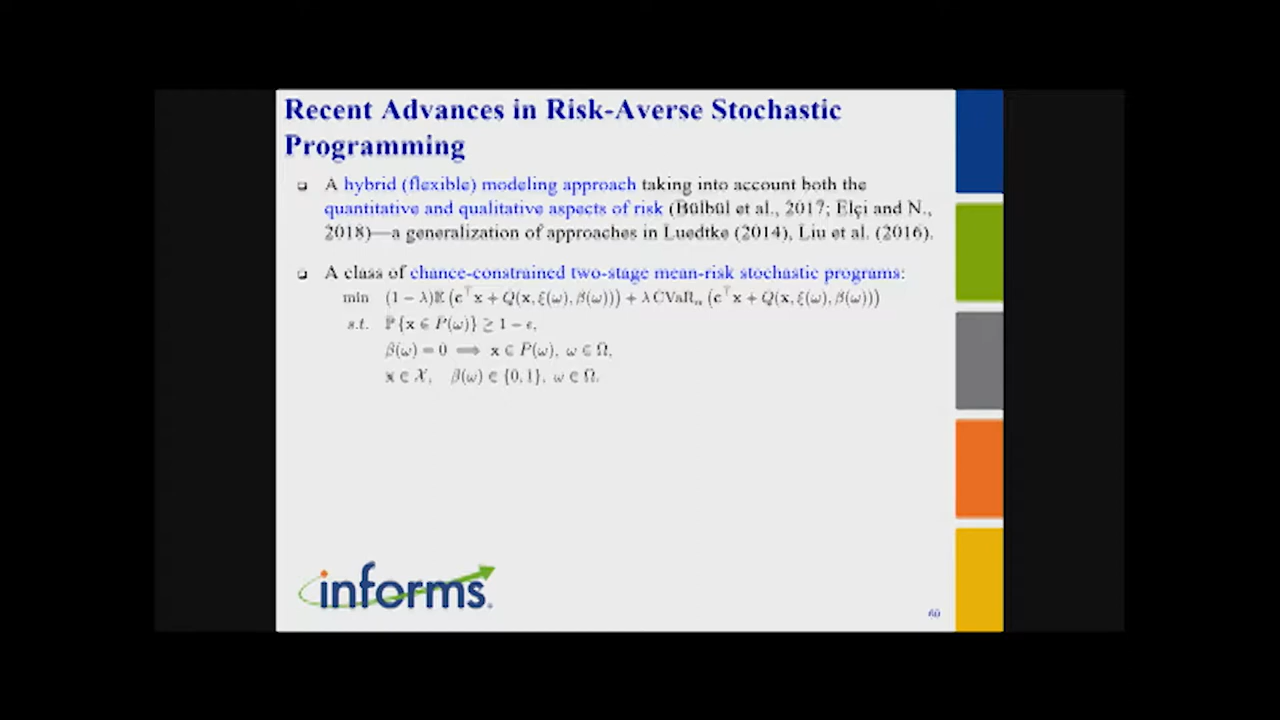 Recent Advances in Risk-Averse Stochastic
Programming
❑ A hybrid (flexible) modeling approach taking into account both the
quantitative and qualitative aspects of risk (Bülbül et al., 2017; Elçi and N.,
2018)—a generalization of approaches in Luedtke (2014), Liu et al. (2016).
❑ A class of chance-constrained two-stage mean-risk stochastic programs:
min (1 − λ)𝔼 (c⊤x + Q(x, ξ(ω), β(ω))) + λ CVaRα (c⊤x + Q(x, ξ(ω), β(ω)))
s.t. ℙ{x ∈ P(ω)} ≥ 1 − ϵ,
β(ω) = 0 ⟹ x ∈ P(ω), ω ∈ Ω,
x ∈ 𝒳, β(ω) ∈ {0, 1}, ω ∈ Ω.
informs.
60